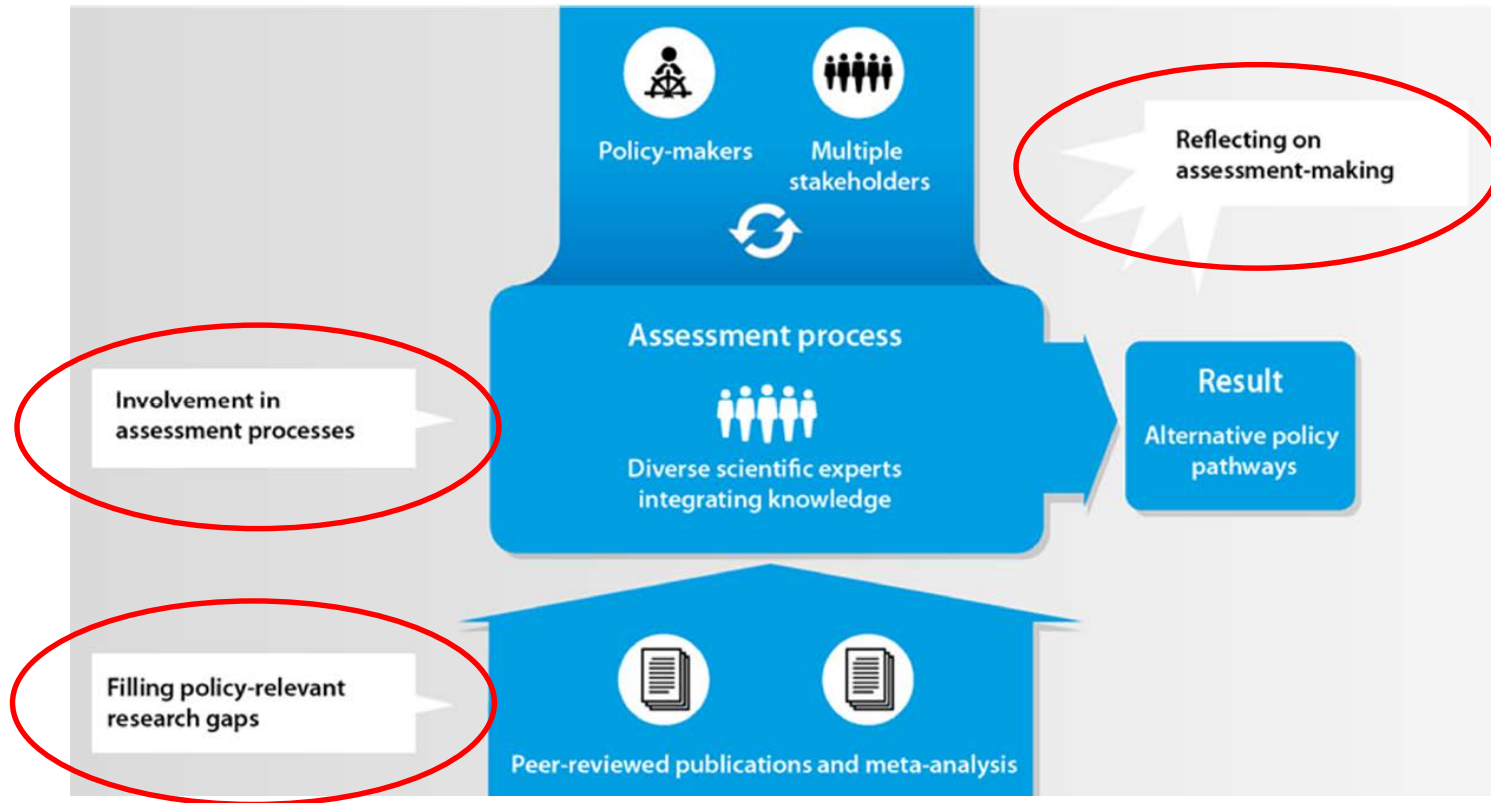 Policy-makers
Multiple
stakeholders
Reflecting on
assessment-making
Assessment process
Diverse scientific experts
integrating knowledge
Result
Alternative policy
pathways
Involvement in
assessment processes
Filling policy-relevant
research gaps
Peer-reviewed publications and meta-analysis